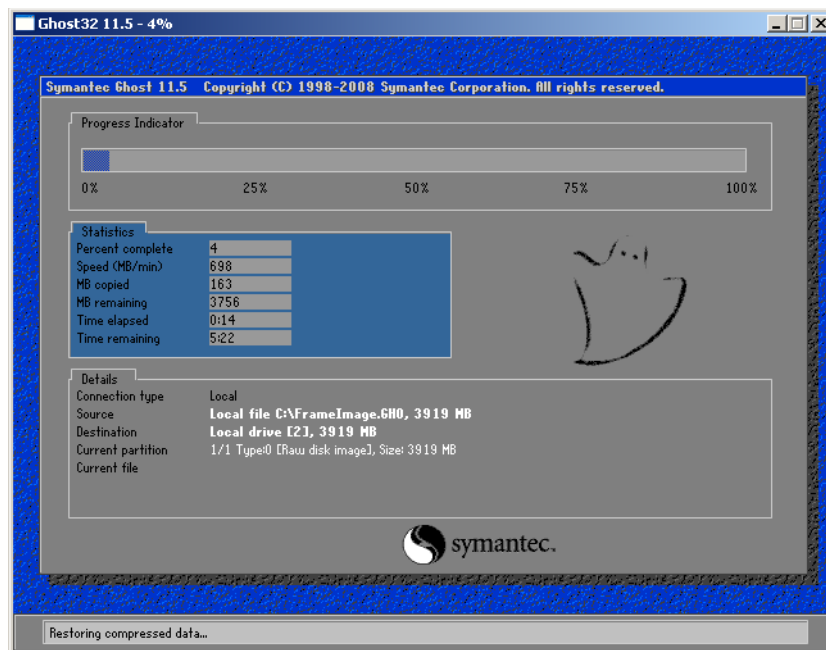 Ghost32 11.5 - 4%
Symantec Ghost 11.5 Copyright (C) 1998-2008 Symantec Corporation. All rights reserved.
Progress Indicator
0% 25% 50% 75% 100%
Statistics
Percent complete 4
Speed (MB/min) 698
MB copied 163
MB remaining 3756
Time elapsed 0:14
Time remaining 5:22
Details
Connection type Local
Source Local file C:\FrameImage.GHO, 3919 MB
Destination Local drive [2], 3919 MB
Current partition 1/1 Type:0 [Raw disk image], Size: 3919 MB
Current file
symantec.
Restoring compressed data...